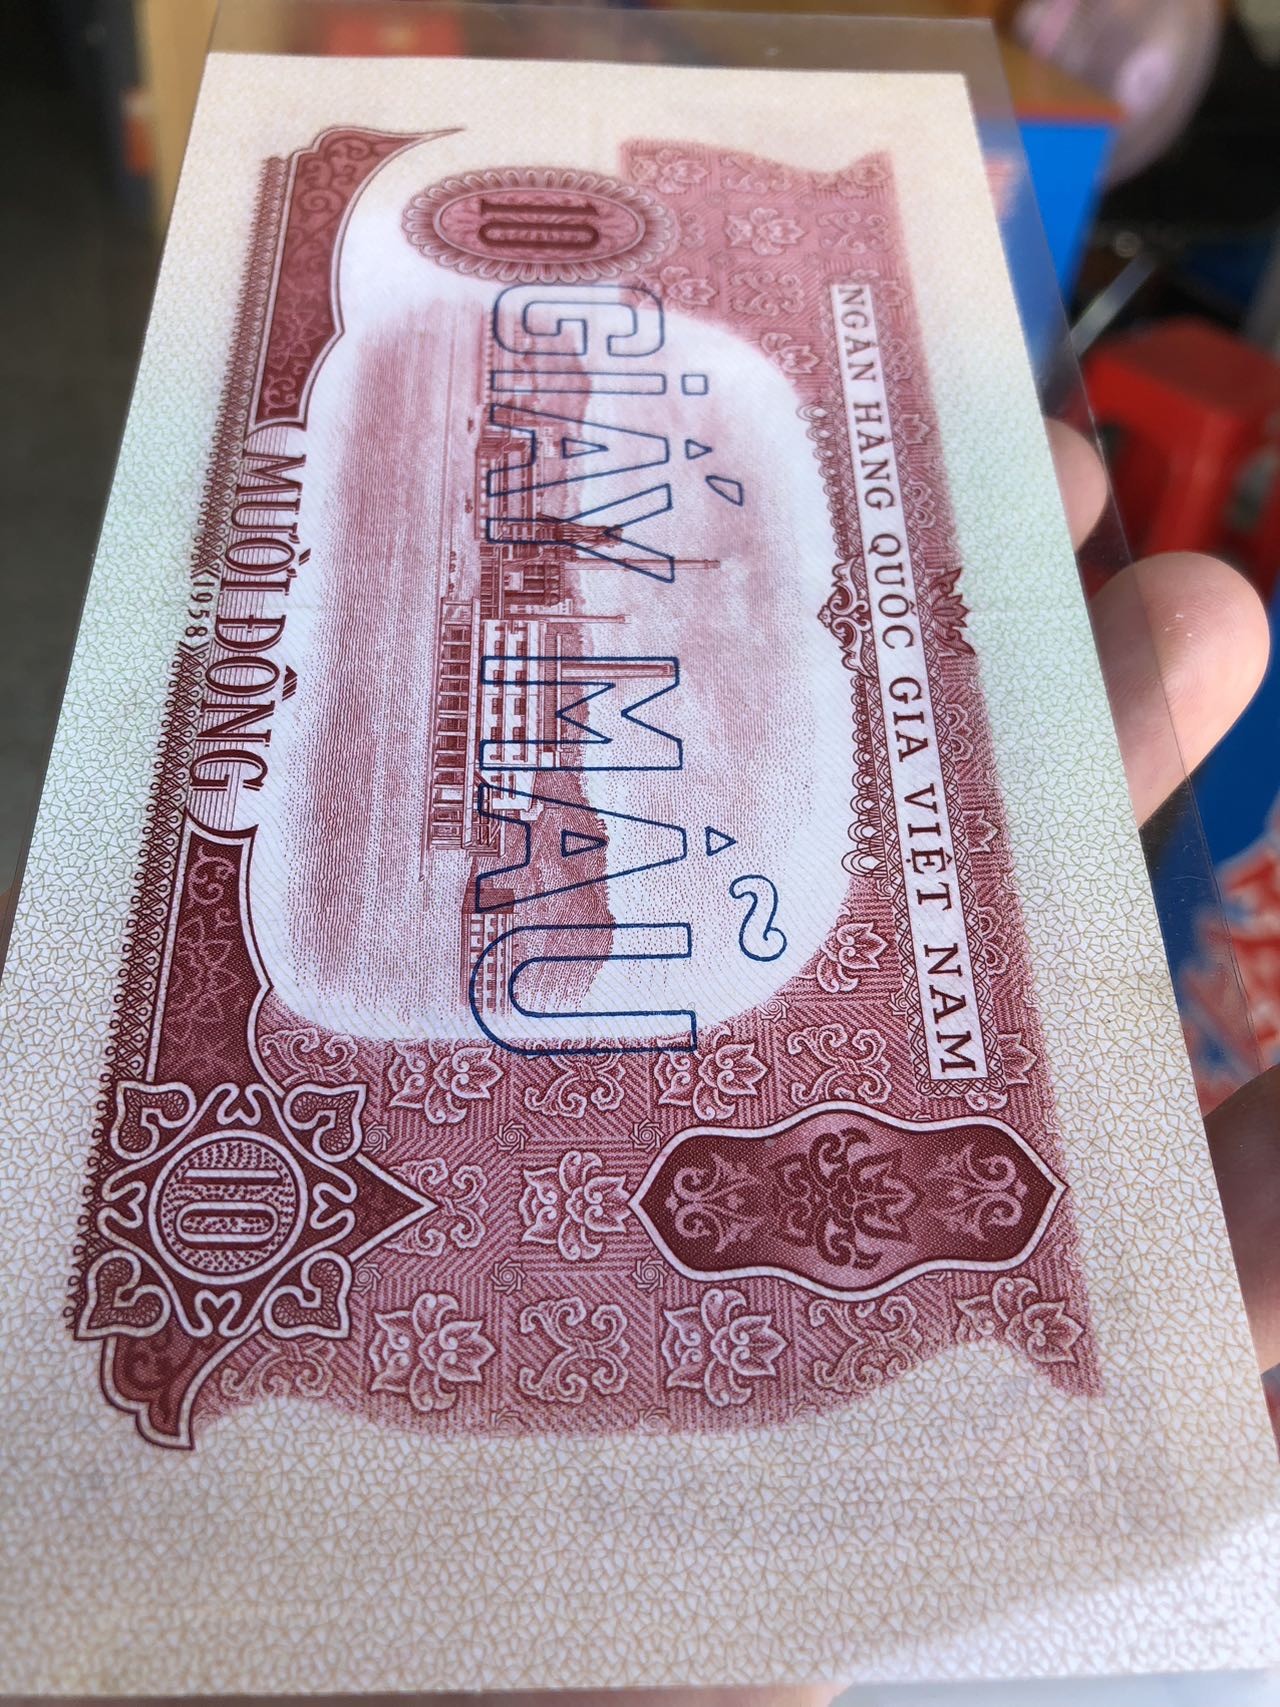 NGÂN HÀNG QUỐC GIA VIỆT NAM
10
GIẤY MẪU
MƯỜI ĐỒNG
(1958)
10